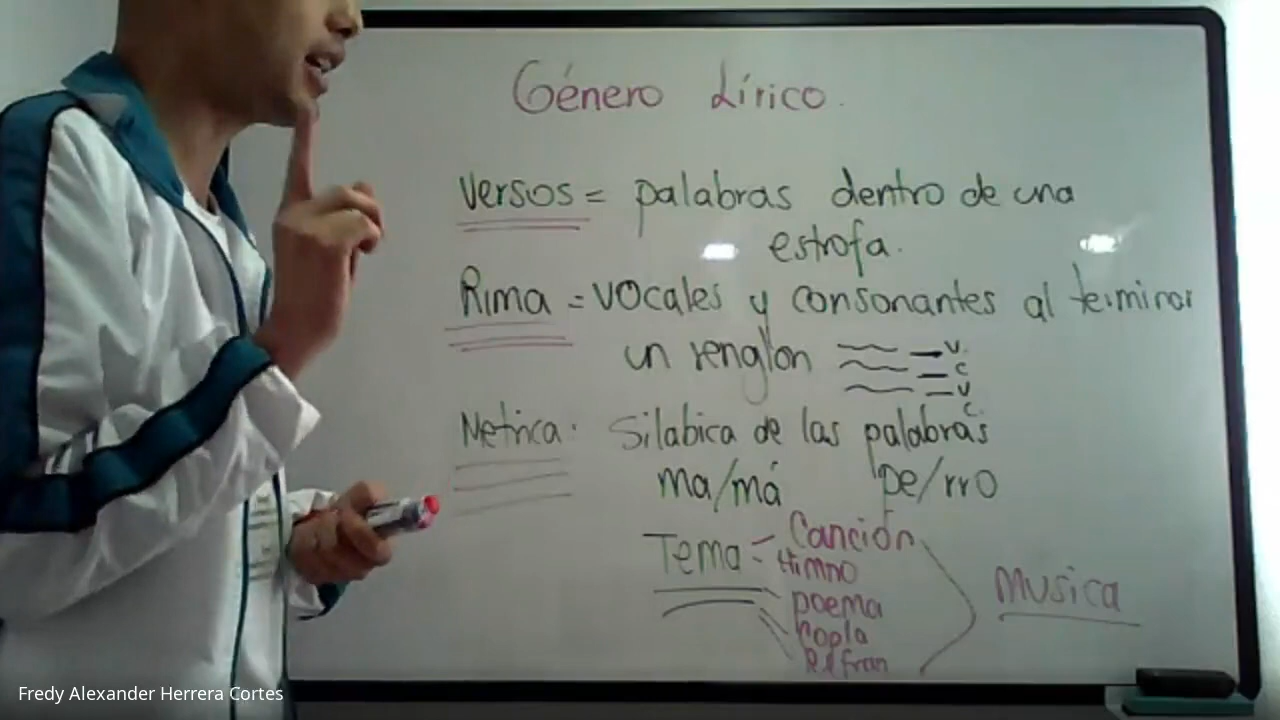 Género Lírico.
Versos = palabras dentro de una
estrofa.
Rima = vocales y consonantes al terminar
un renglon
V.
C
V
C.
Metrica: Silabica de las palabras
ma/má pe/rro
Tema = Canción
Himno
poema
Copla
Refran
Musica
Fredy Alexander Herrera Cortes